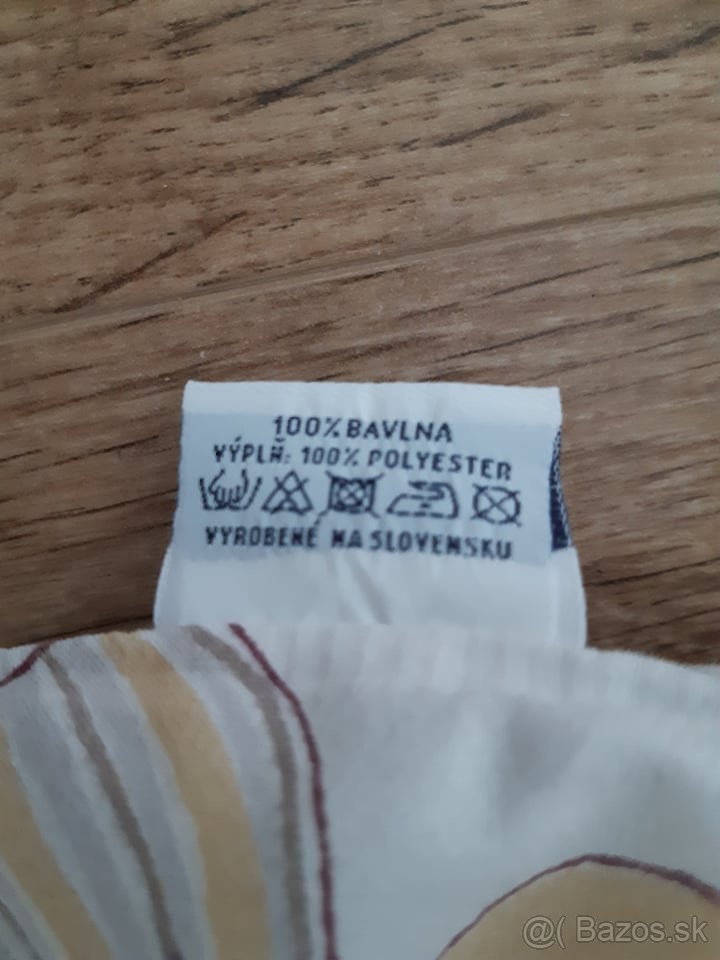 100% BAVLNA
VÝPLŇ: 100% POLYESTER
VYROBENÉ NA SLOVENSKU
@( Bazos.sk